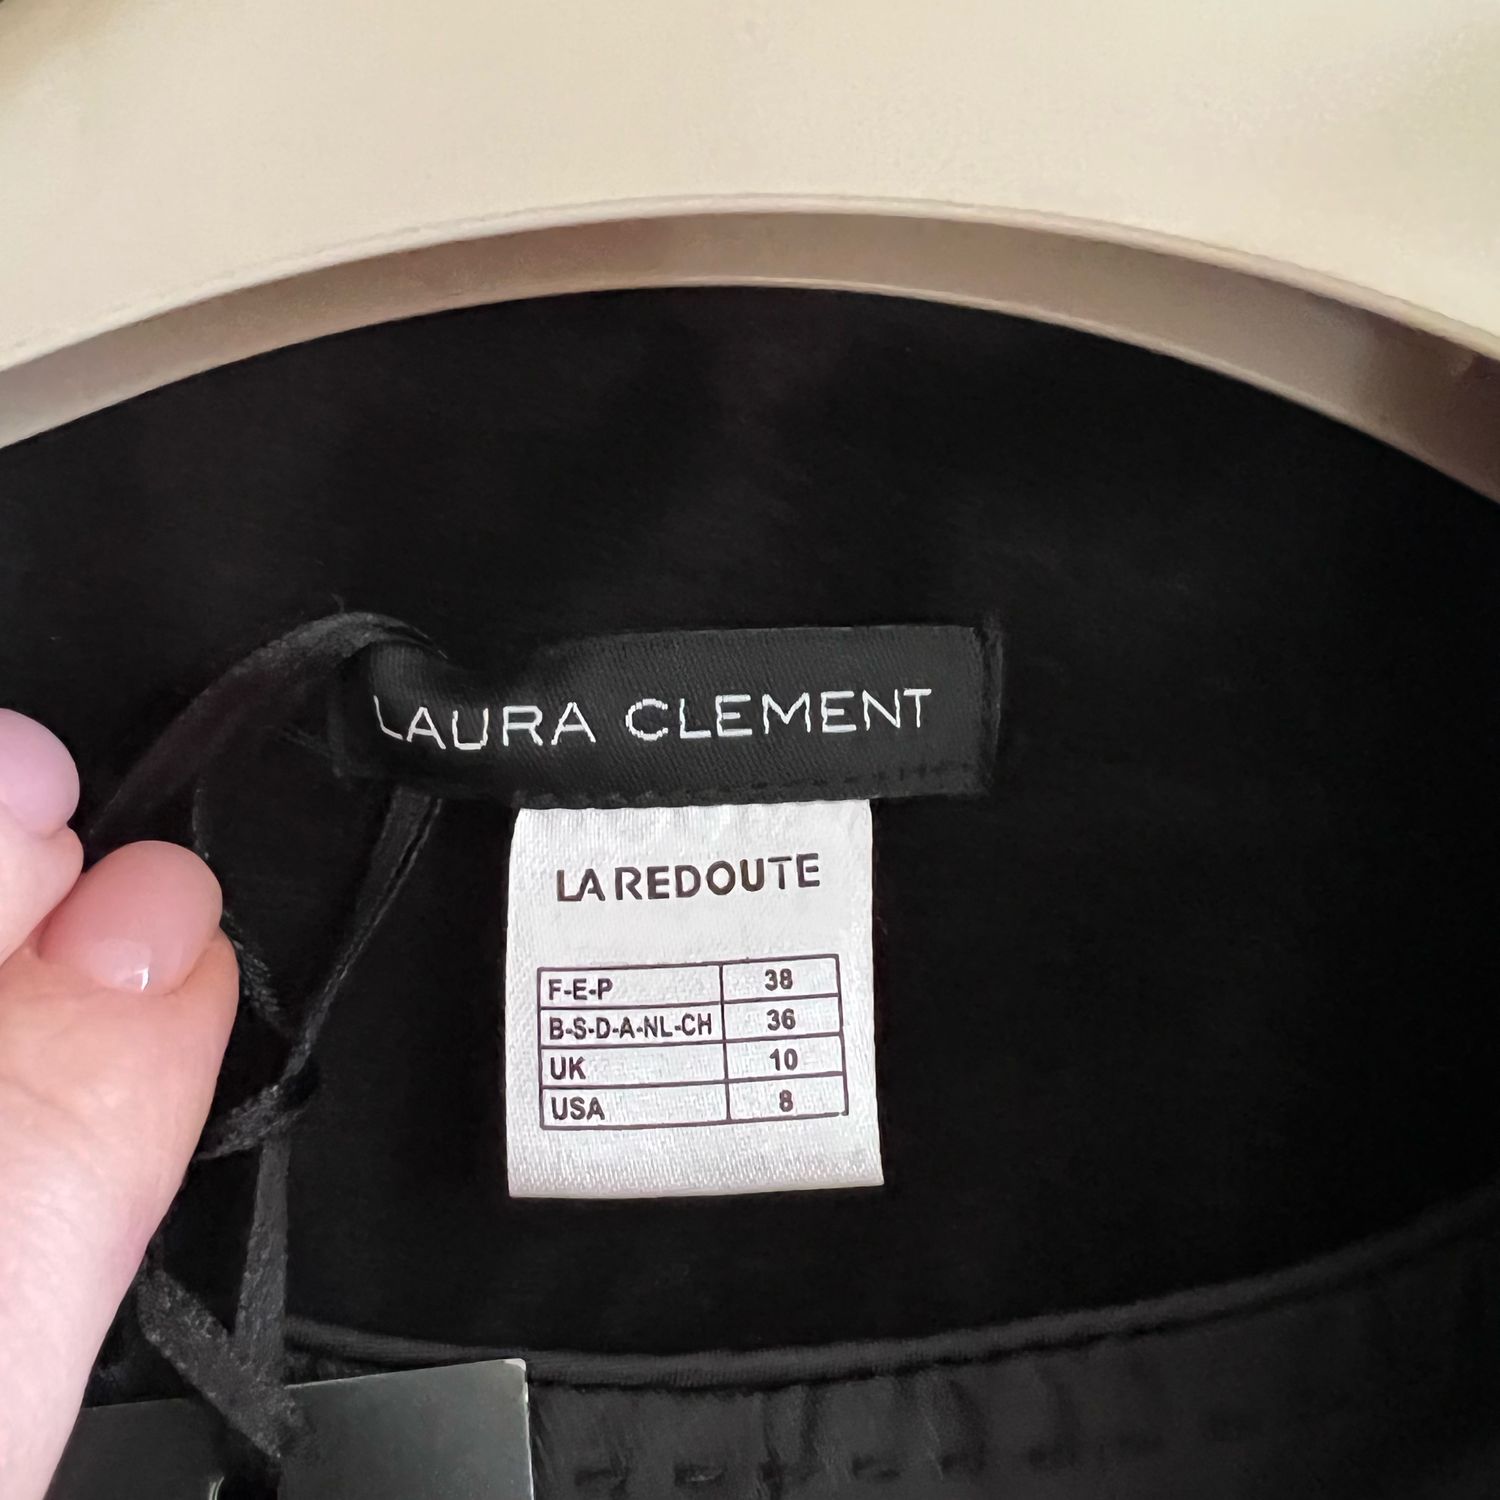 LAURA CLEMENT
LA REDOUTE
F-E-P 38
B-S-D-A-NL-CH 36
UK 10
USA 8